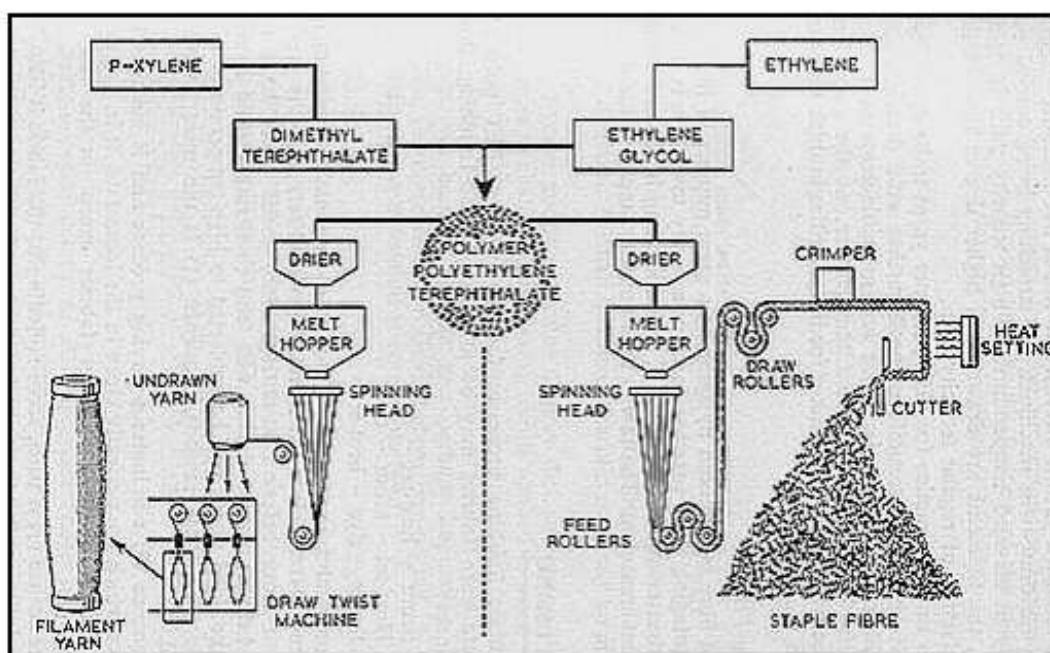 P-XYLENE
ETHYLENE
DIMETHYL
TEREPHTHALATE
ETHYLENE
GLYCOL
POLYMER
POLYETHYLENE
TEREPHTHALATE
DRIER
DRIER
CRIMPER
MELT
HOPPER
MELT
HOPPER
HEAT
SETTING
DRAW
ROLLERS
UNDRAWN
YARN
SPINNING
HEAD
SPINNING
HEAD
CUTTER
FEED
ROLLERS
DRAW TWIST
MACHINE
FILAMENT
YARN
STAPLE FIBRE